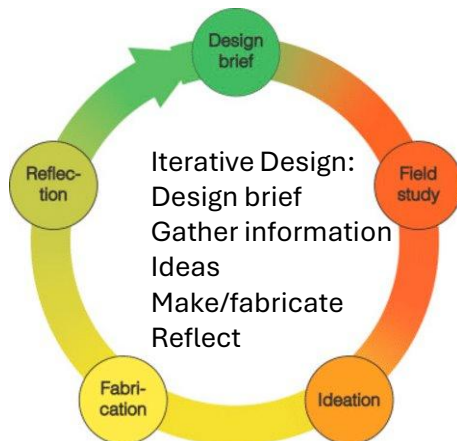 Design
brief
Field
study
Ideation
Fabri-
cation
Reflec-
tion
Iterative Design:
Design brief
Gather information
Ideas
Make/fabricate
Reflect